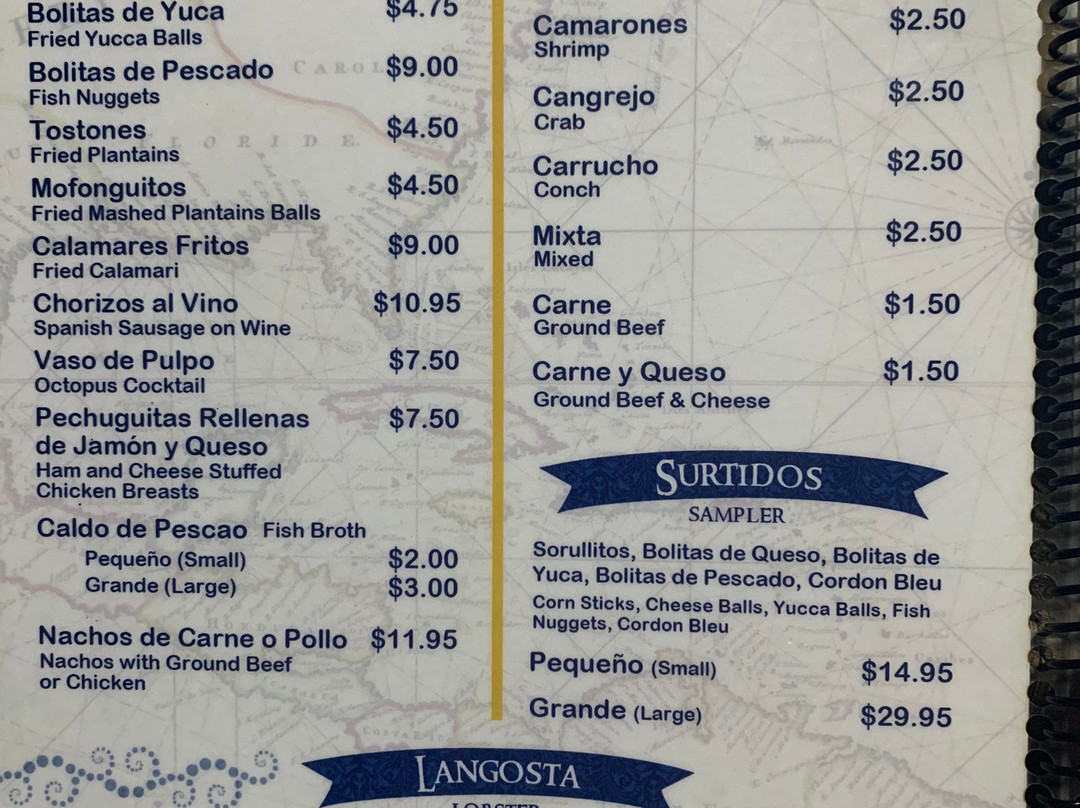 Bolitas de Yuca $4.75
Fried Yucca Balls
Bolitas de Pescado $9.00
Fish Nuggets
Tostones $4.50
Fried Plantains
Mofonguitos $4.50
Fried Mashed Plantains Balls
Calamares Fritos $9.00
Fried Calamari
Chorizos al Vino $10.95
Spanish Sausage on Wine
Vaso de Pulpo $7.50
Octopus Cocktail
Pechuguitas Rellenas $7.50
de Jamón y Queso
Ham and Cheese Stuffed
Chicken Breasts
Caldo de Pescao Fish Broth
Pequeño (Small) $2.00
Grande (Large) $3.00
Nachos de Carne o Pollo $11.95
Nachos with Ground Beef
or Chicken
Camarones $2.50
Shrimp
Cangrejo $2.50
Crab
Carrucho $2.50
Conch
Mixta $2.50
Mixed
Carne $1.50
Ground Beef
Carne y Queso $1.50
Ground Beef & Cheese
SURTIDOS
SAMPLER
Sorullitos, Bolitas de Queso, Bolitas de
Yuca, Bolitas de Pescado, Cordon Bleu
Corn Sticks, Cheese Balls, Yucca Balls, Fish
Nuggets, Cordon Bleu
Pequeño (Small) $14.95
Grande (Large) $29.95
LANGOSTA
LOBSTER